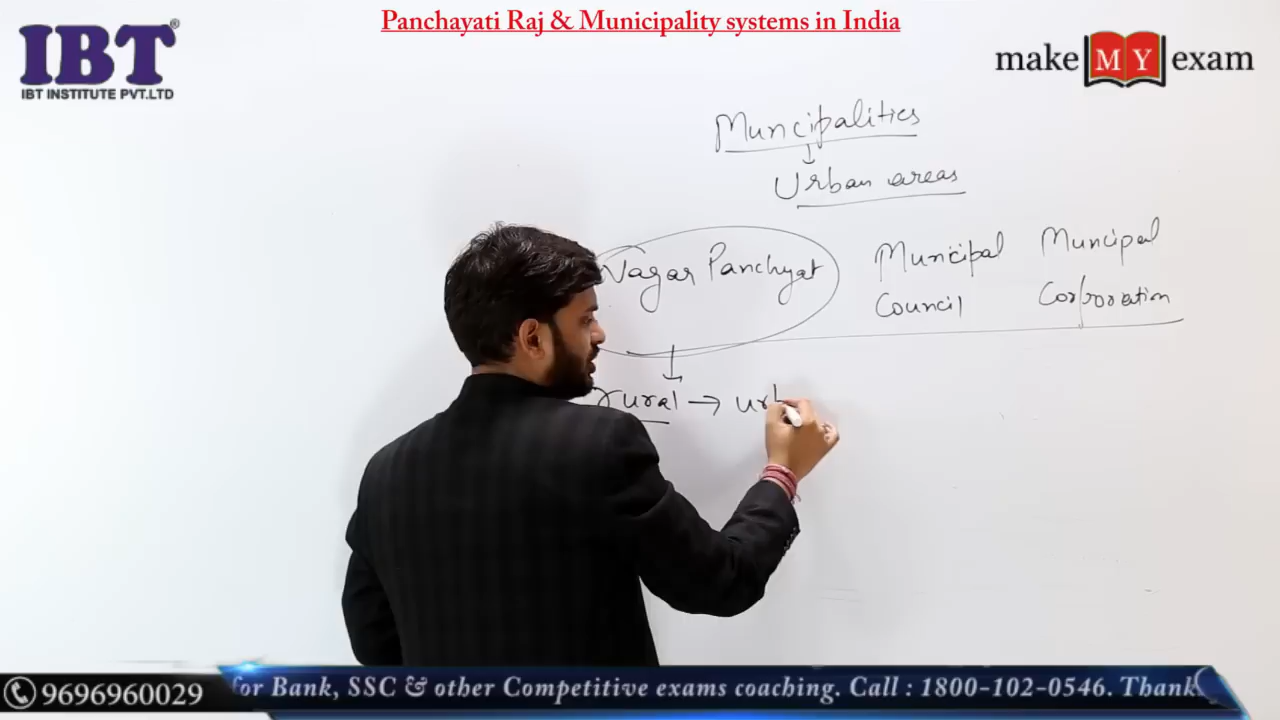 Panchayati Raj & Municipality systems in India
IBT®
IBT INSTITUTE PVT.LTD
make MY exam
Muncipalities
Urban areas
Nagar Panchyat
Municipal Council
Muncipal Corporation
rural → urb
9696960029
for Bank, SSC & other Competitive exams coaching. Call : 1800-102-0546. Thank